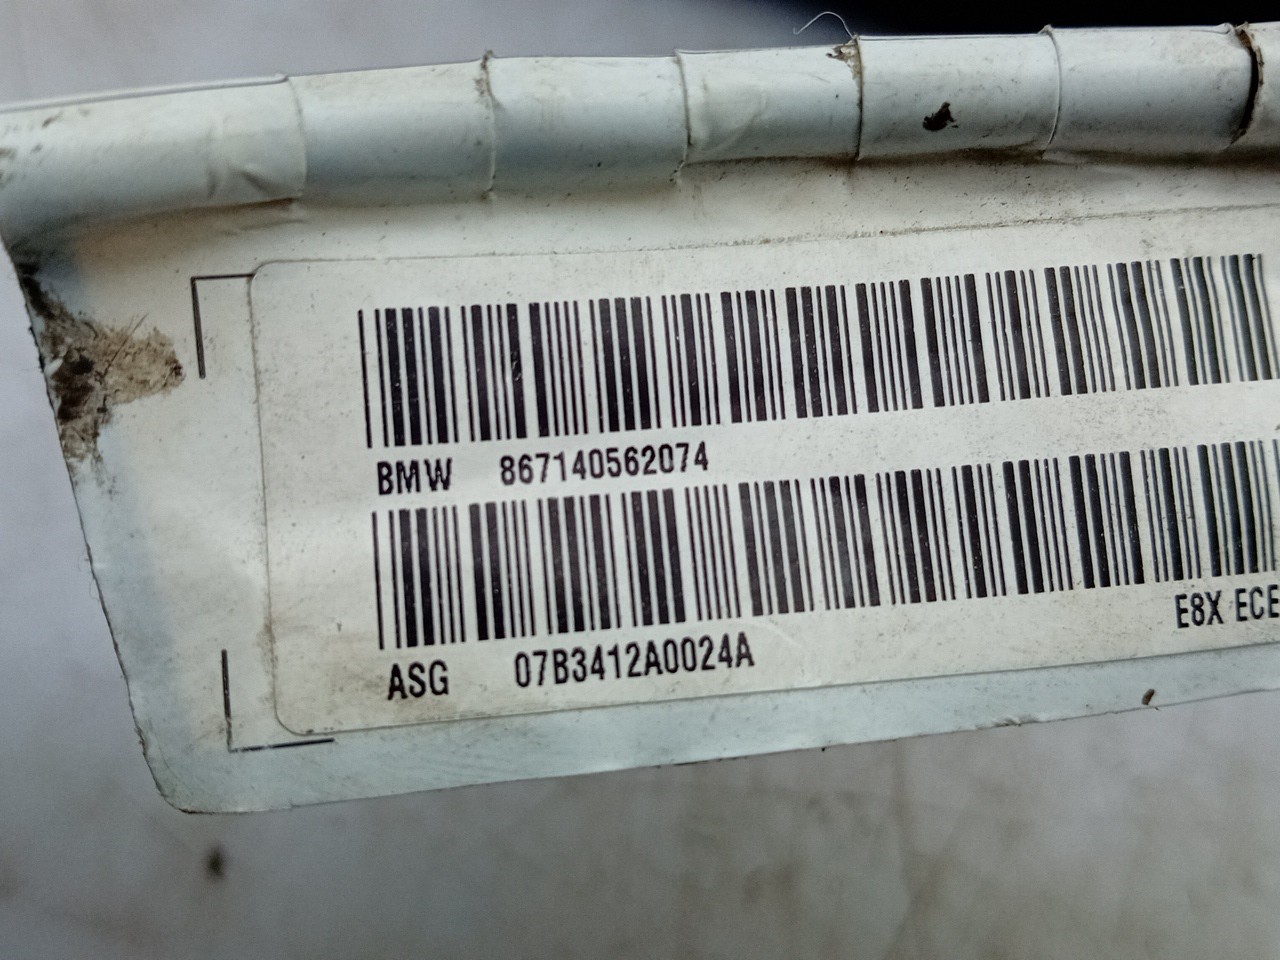 BMW 867140562074
ASG 07B3412A0024A
E8X ECE